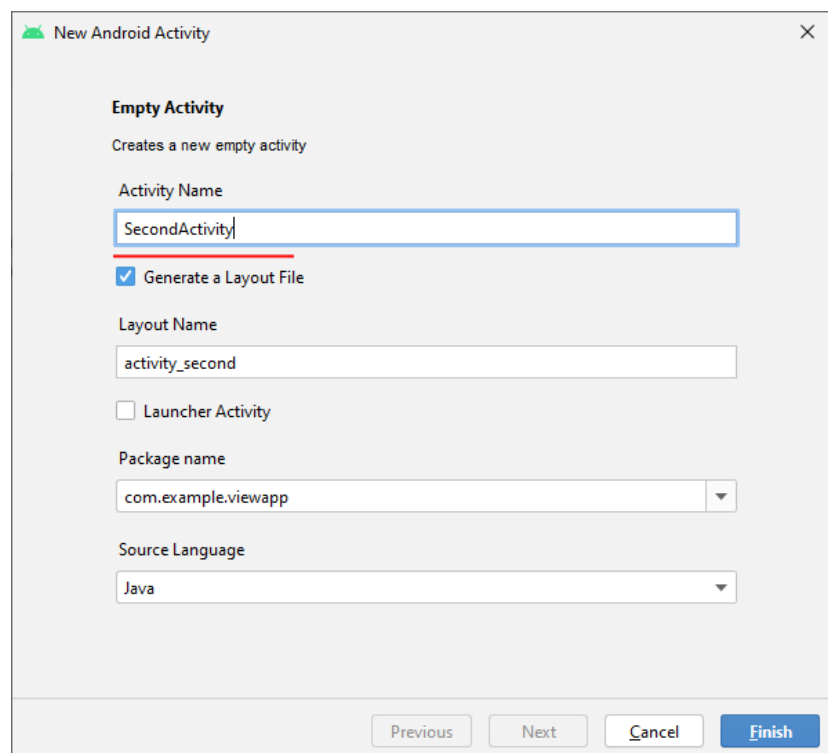 New Android Activity
Empty Activity
Creates a new empty activity
Activity Name
SecondActivity
Generate a Layout File
Layout Name
activity_second
Launcher Activity
Package name
com.example.viewapp
Source Language
Java
Previous Next Cancel Finish